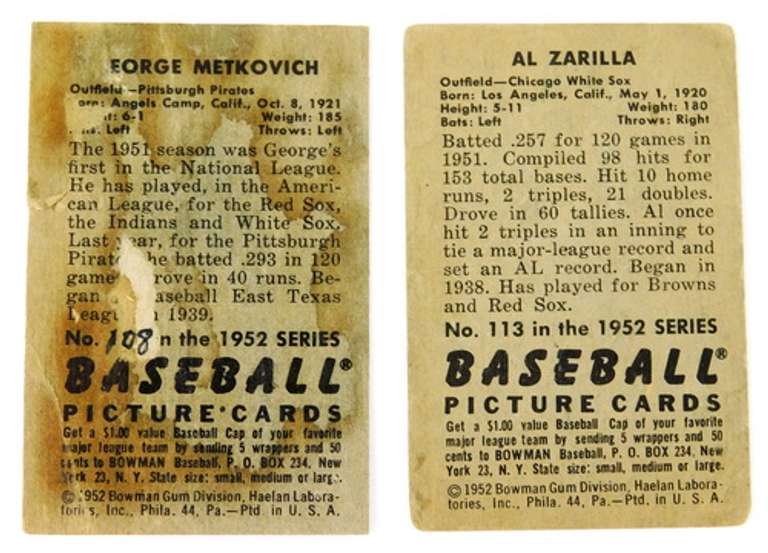 EORGE METKOVICH
Outfield—Pittsburgh Pirates
orn: Angels Camp, Calif., Oct. 8, 1921
t: 6-1 Weight: 185
Left Throws: Left
The 1951 season was George's
first in the National League.
He has played, in the Ameri-
can League, for the Red Sox,
the Indians and White Sox.
Last year, for the Pittsburgh
Pirat he batted .293 in 120
game rove in 40 runs. Be-
gan aseball East Texas
Leag n 1939.
No. 108 n the 1952 SERIES
BASEBALL®
PICTURE CARDS
Get a $1.00 value Baseball Cap of your favorite
major league team by sending 5 wrappers and 50
cents to BOWMAN Baseball, P. O. BOX 234, New
York 23, N. Y. State size: small, medium or large.
© 1952 Bowman Gum Division, Haelan Labora-
tories, Inc., Phila. 44, Pa.—Ptd. in U. S. A.
AL ZARILLA
Outfield—Chicago White Sox
Born: Los Angeles, Calif., May 1, 1920
Height: 5-11 Weight: 180
Bats: Left Throws: Right
Batted .257 for 120 games in
1951. Compiled 98 hits for
153 total bases. Hit 10 home
runs, 2 triples, 21 doubles.
Drove in 60 tallies. Al once
hit 2 triples in an inning to
tie a major-league record and
set an AL record. Began in
1938. Has played for Browns
and Red Sox.
No. 113 in the 1952 SERIES
BASEBALL®
PICTURE CARDS
Get a $1.00 value Baseball Cap of your favorite
major league team by sending 5 wrappers and 50
cents to BOWMAN Baseball, P. O. BOX 234, New
York 23, N. Y. State size: small, medium or large.
© 1952 Bowman Gum Division, Haelan Labora-
tories, Inc., Phila. 44, Pa.—Ptd. in U. S. A.